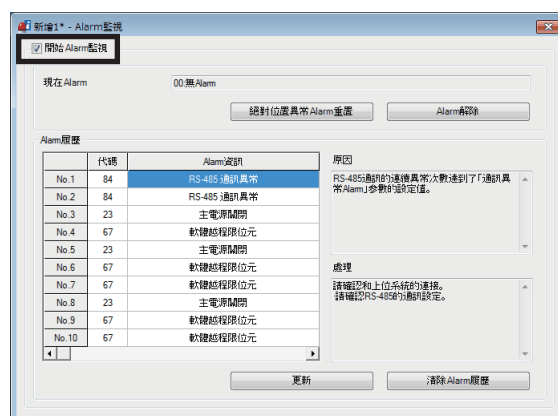 新增1* - Alarm監視
開始Alarm監視
現在Alarm
00:無Alarm
絕對位置異常Alarm重置
Alarm解除
Alarm履歷
代碼 Alarm資訊
No.1 84 RS-485 通訊異常
No.2 84 RS-485 通訊異常
No.3 23 主電源關閉
No.4 67 軟體越程限位元
No.5 23 主電源關閉
No.6 67 軟體越程限位元
No.7 67 軟體越程限位元
No.8 23 主電源關閉
No.9 67 軟體越程限位元
No.10 67 軟體越程限位元
原因
RS-485通訊的連續異常次數達到了「通訊異
常Alarm」參數的設定值。
處理
請確認和上位系統的連接。
請確認RS-485的通訊設定。
更新
清除Alarm履歷